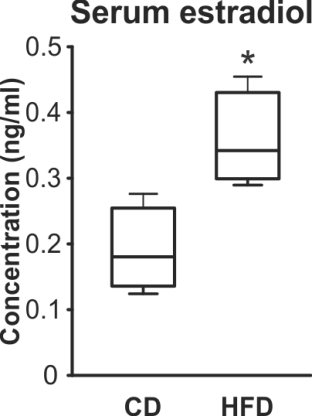 Serum estradiol
Concentration (ng/ml)
0.5
0.4
0.3
0.2
0.1
0
*
CD HFD